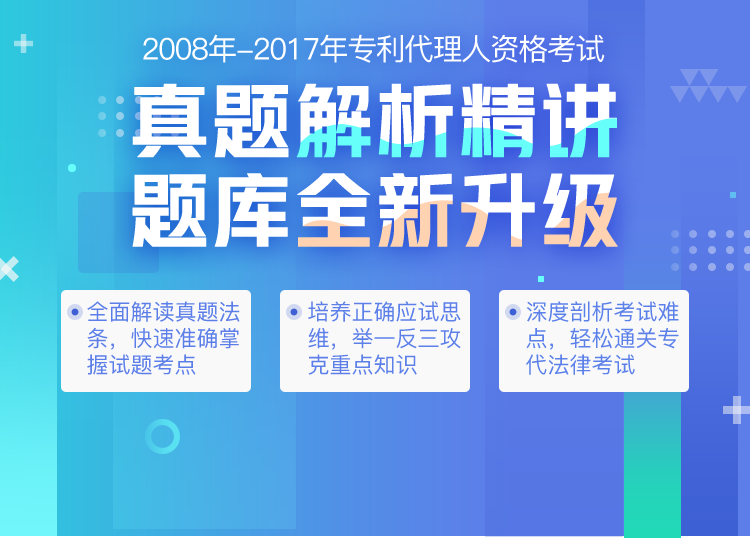 2008年-2017年专利代理人资格考试
真题解析精讲
题库全新升级
全面解读真题法
条，快速准确掌
握试题考点
培养正确应试思
维，举一反三攻
克重点知识
深度剖析考试难
点，轻松通关专
代法律考试